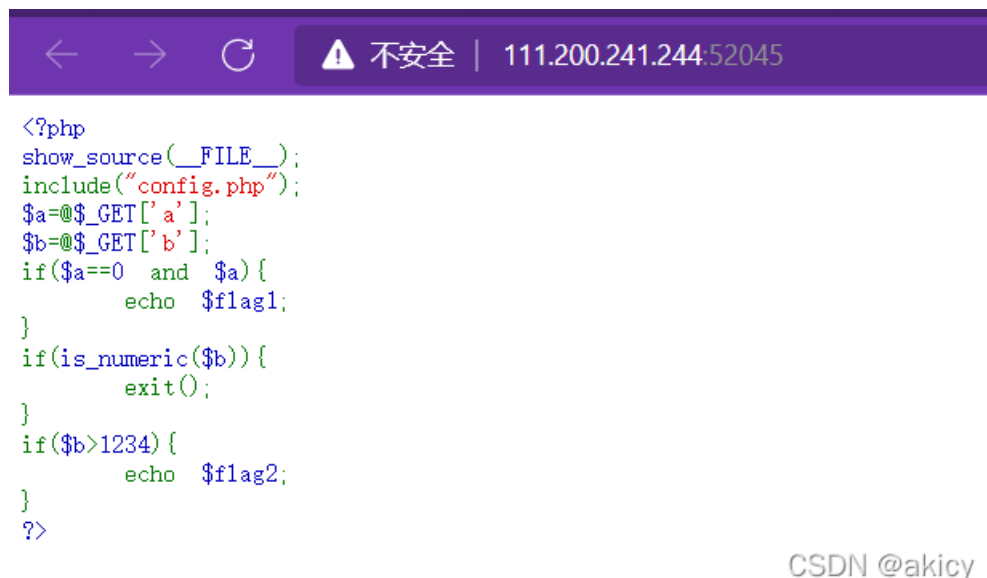 不安全 | 111.200.241.244:52045
<?php
show_source(__FILE__);
include("config.php");
$a=@$_GET['a'];
$b=@$_GET['b'];
if($a==0 and $a){
echo $flag1;
}
if(is_numeric($b)){
exit();
}
if($b>1234){
echo $flag2;
}
?>
CSDN @akicy